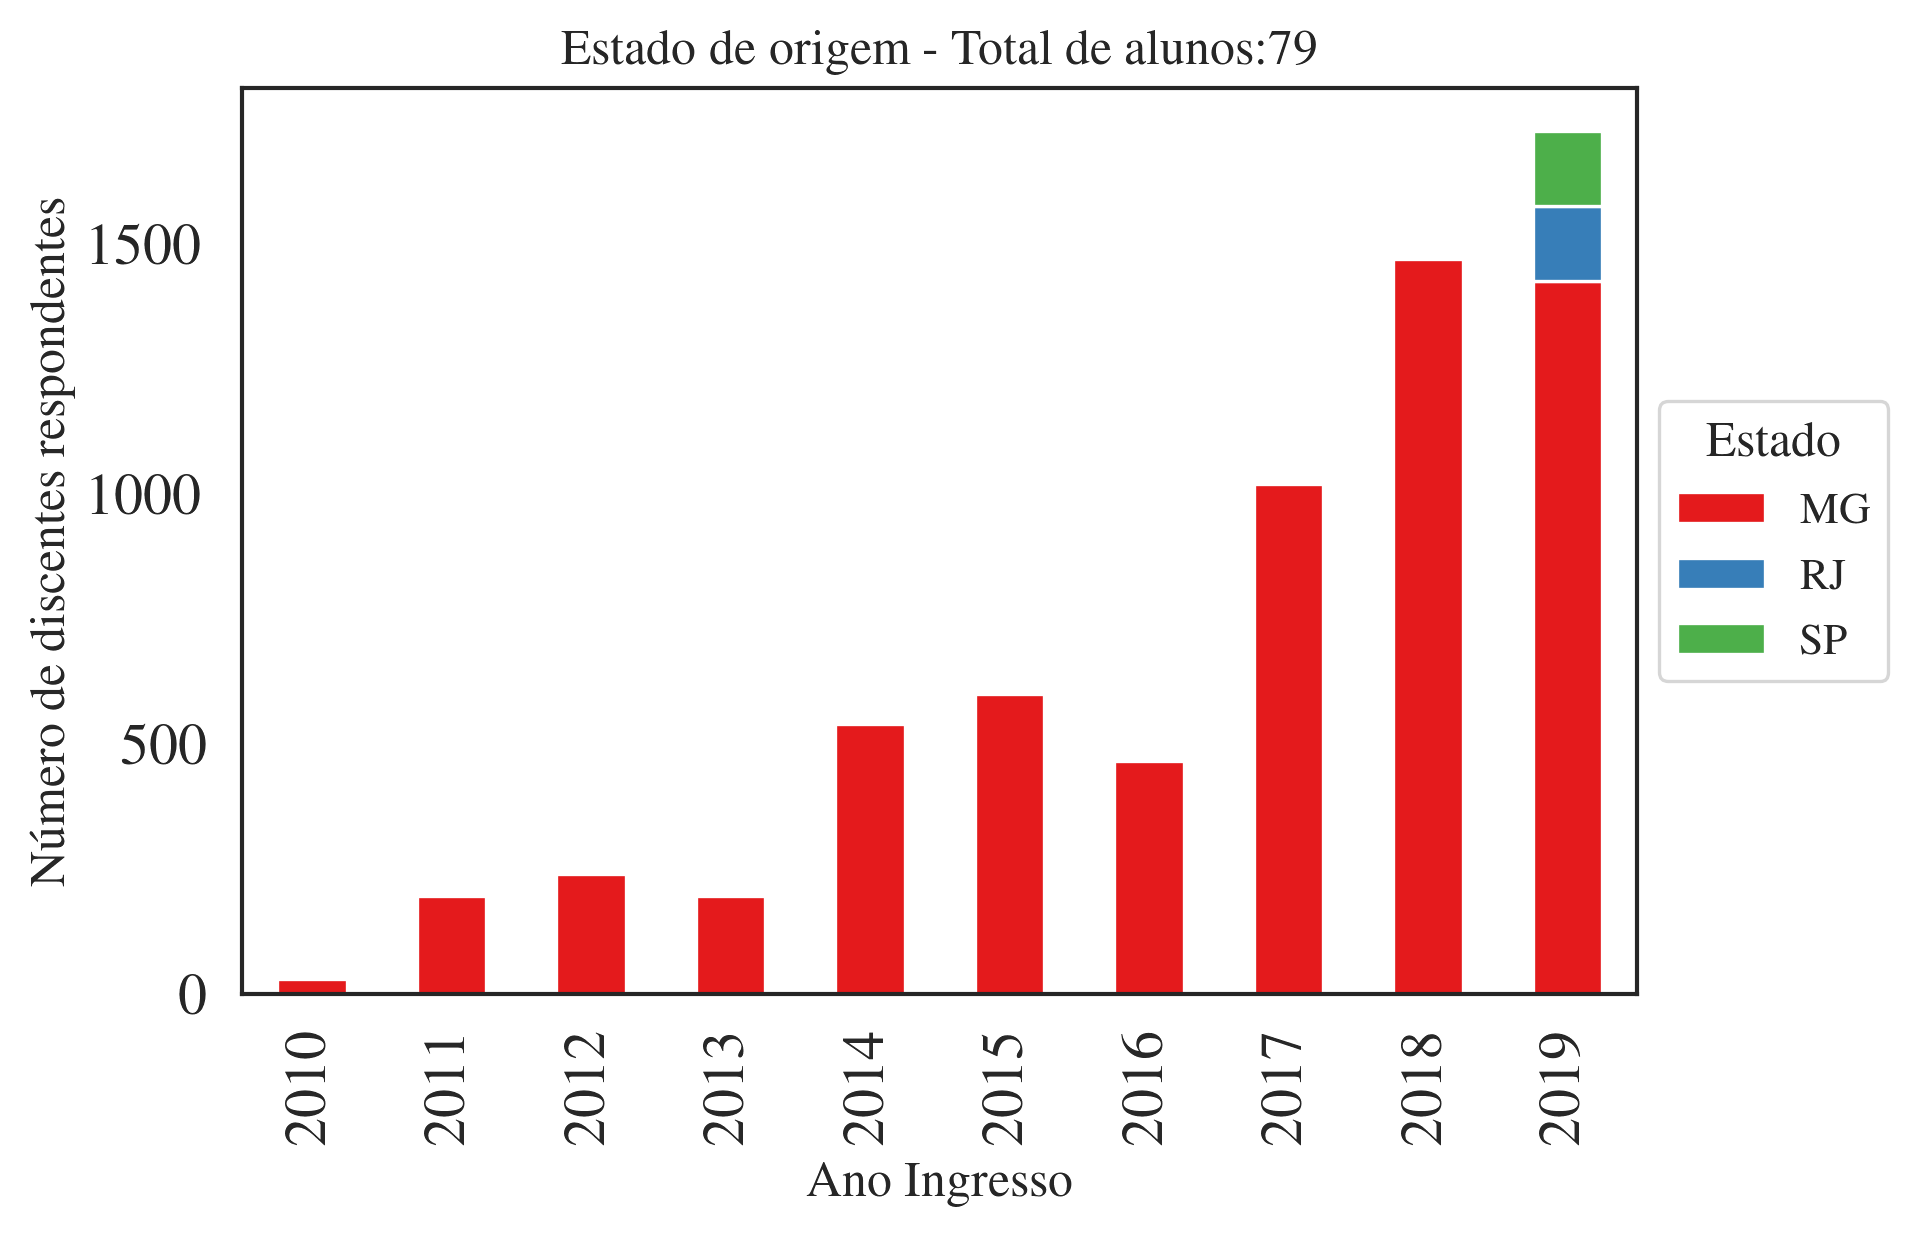 Estado de origem - Total de alunos:79
Número de discentes respondentes
1500
1000
500
0
2010
2011
2012
2013
2014
2015
2016
2017
2018
2019
Ano Ingresso
Estado
MG
RJ
SP